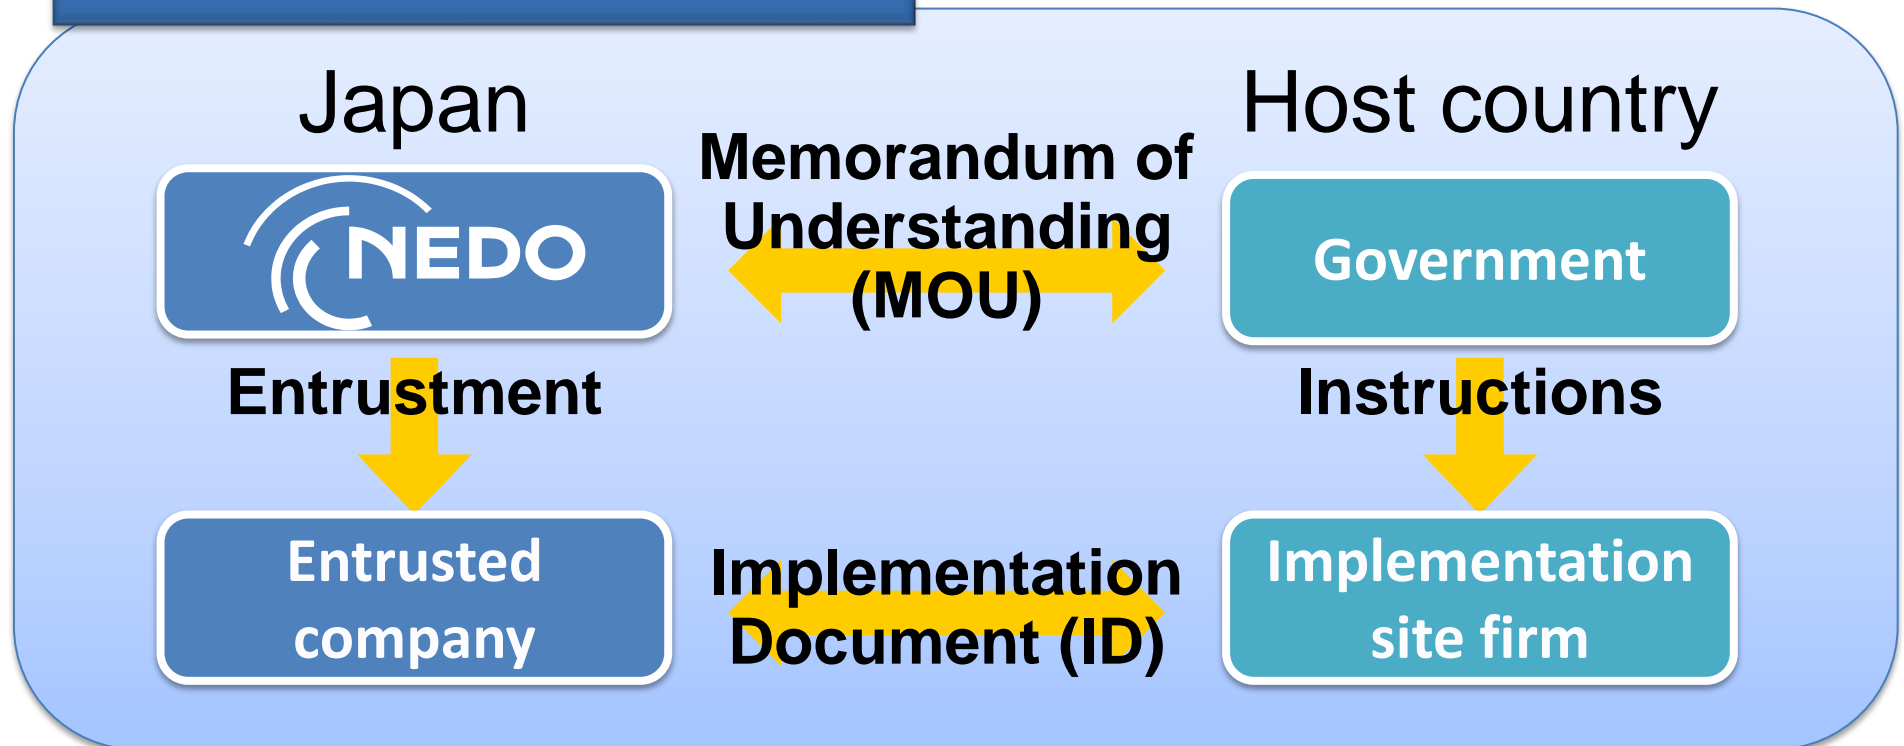 Japan
Host country
Memorandum of
Understanding
(MOU)
NEDO
Government
Entrustment
Instructions
Entrusted
company
Implementation
Document (ID)
Implementation
site firm